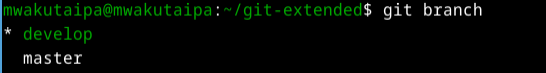 mwakutaipa@mwakutaipa:~/git-extended$ git branch
* develop
  master